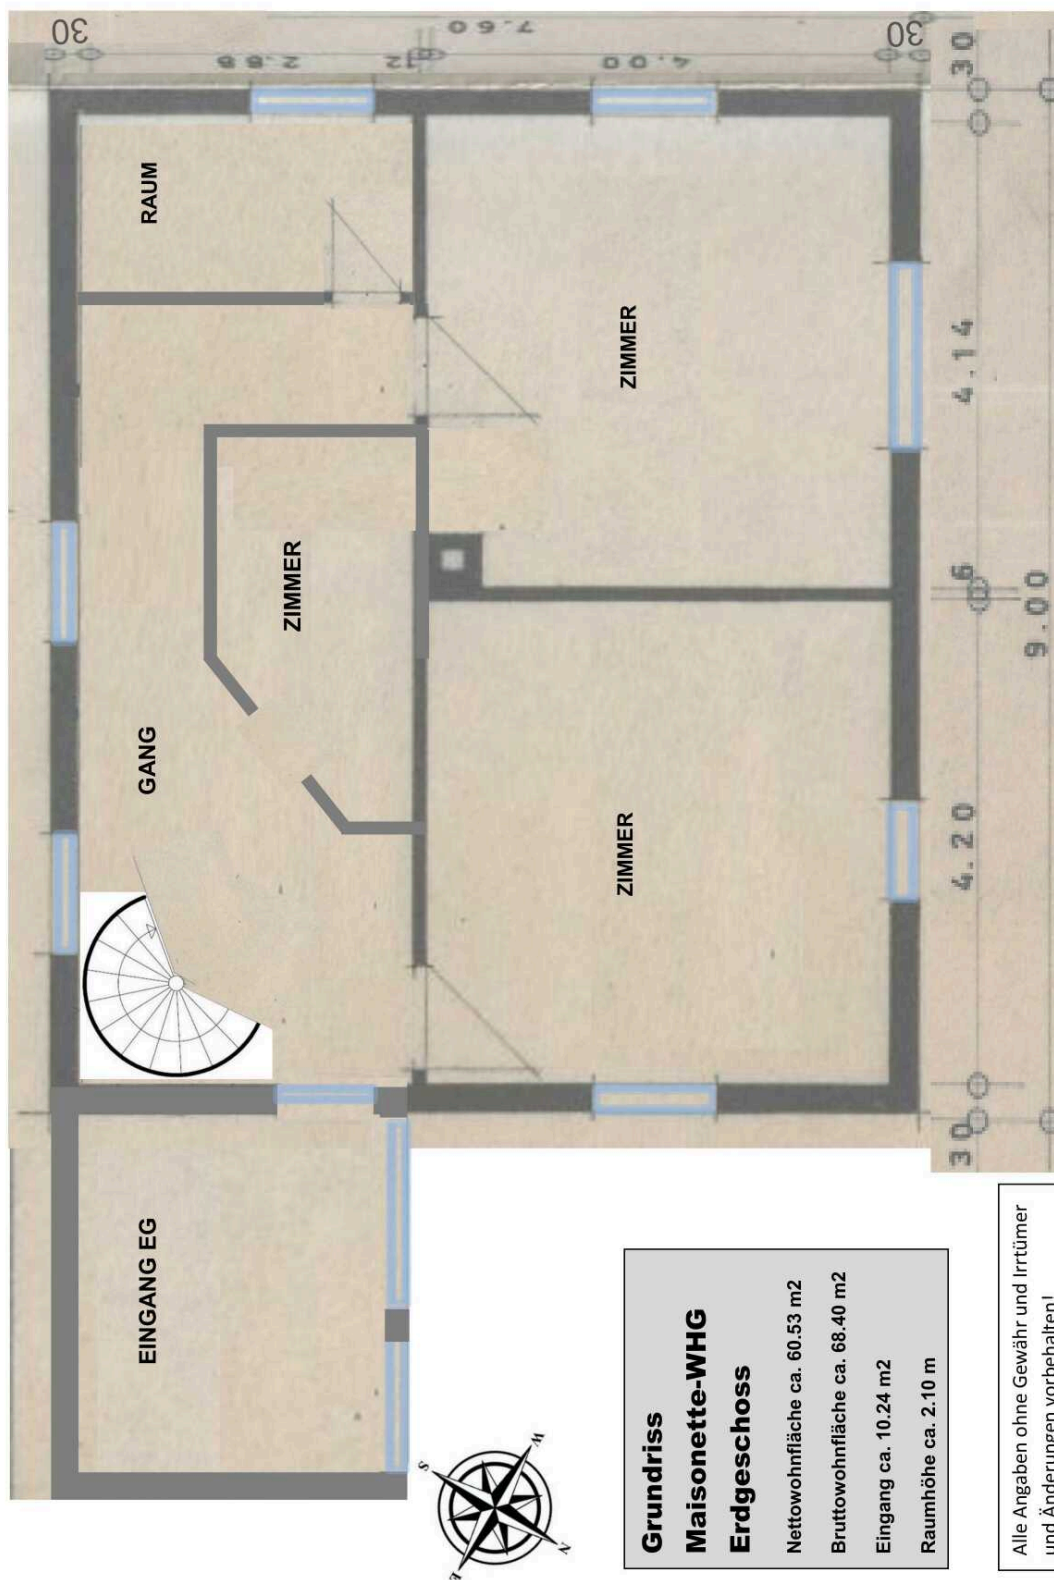 30
7.60
30
2.80
12
4.00
30
4.14
6
9.00
4.20
30
RAUM
ZIMMER
ZIMMER
GANG
ZIMMER
EINGANG EG
S
W
E
N
Grundriss
Maisonette-WHG
Erdgeschoss
Nettowohnfläche ca. 60.53 m2
Bruttowohnfläche ca. 68.40 m2
Eingang ca. 10.24 m2
Raumhöhe ca. 2.10 m
Alle Angaben ohne Gewähr und Irrtümer
und Änderungen vorbehalten!